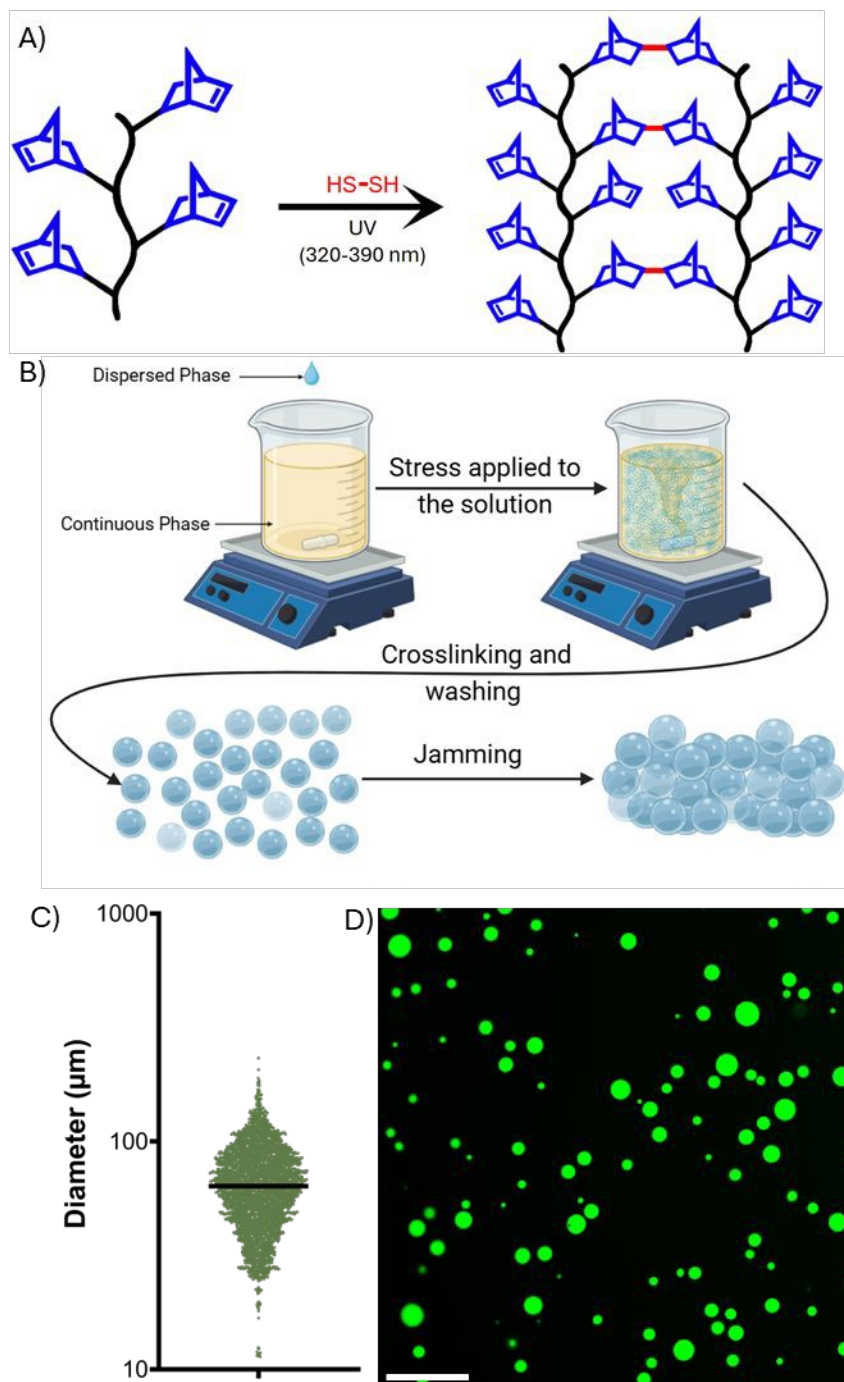 A)
HS-SH
UV
(320-390 nm)
B)
Dispersed Phase
Continuous Phase
Stress applied to
the solution
Crosslinking and
washing
Jamming
C)
1000
100
10
Diameter (µm)
D)